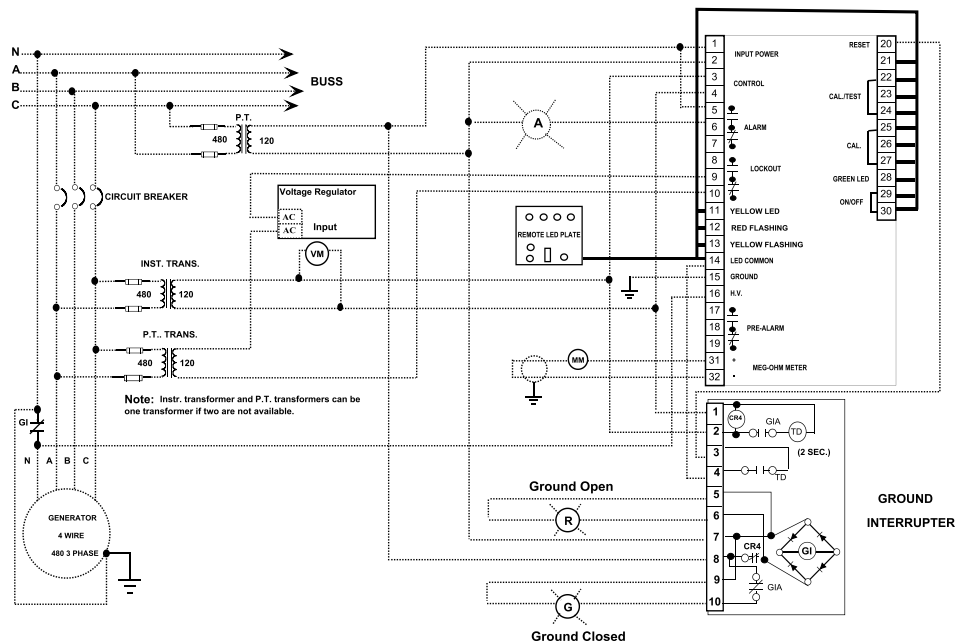 N
A
B
C
BUSS
P.T.
480
120
CIRCUIT BREAKER
Voltage Regulator
AC
AC
Input
VM
INST. TRANS.
480
120
P.T.. TRANS.
480
120
Note: Instr. transformer and P.T. transformers can be
one transformer if two are not available.
GI
N A B C
GENERATOR
4 WIRE
480 3 PHASE
A
REMOTE LED PLATE
MM
1
2
3
4
5
6
7
8
9
10
11
12
13
14
15
16
17
18
19
31
32
INPUT POWER
CONTROL
ALARM
LOCKOUT
YELLOW LED
RED FLASHING
YELLOW FLASHING
LED COMMON
GROUND
H.V.
PRE-ALARM
+
MEG-OHM METER
-
RESET
CAL./TEST
CAL.
GREEN LED
ON/OFF
20
21
22
23
24
25
26
27
28
29
30
1
2
3
4
5
6
7
8
9
10
CR4
GIA
TD
(2 SEC.)
TD
CR4
GI
GIA
GROUND
INTERRUPTER
Ground Open
R
G
Ground Closed